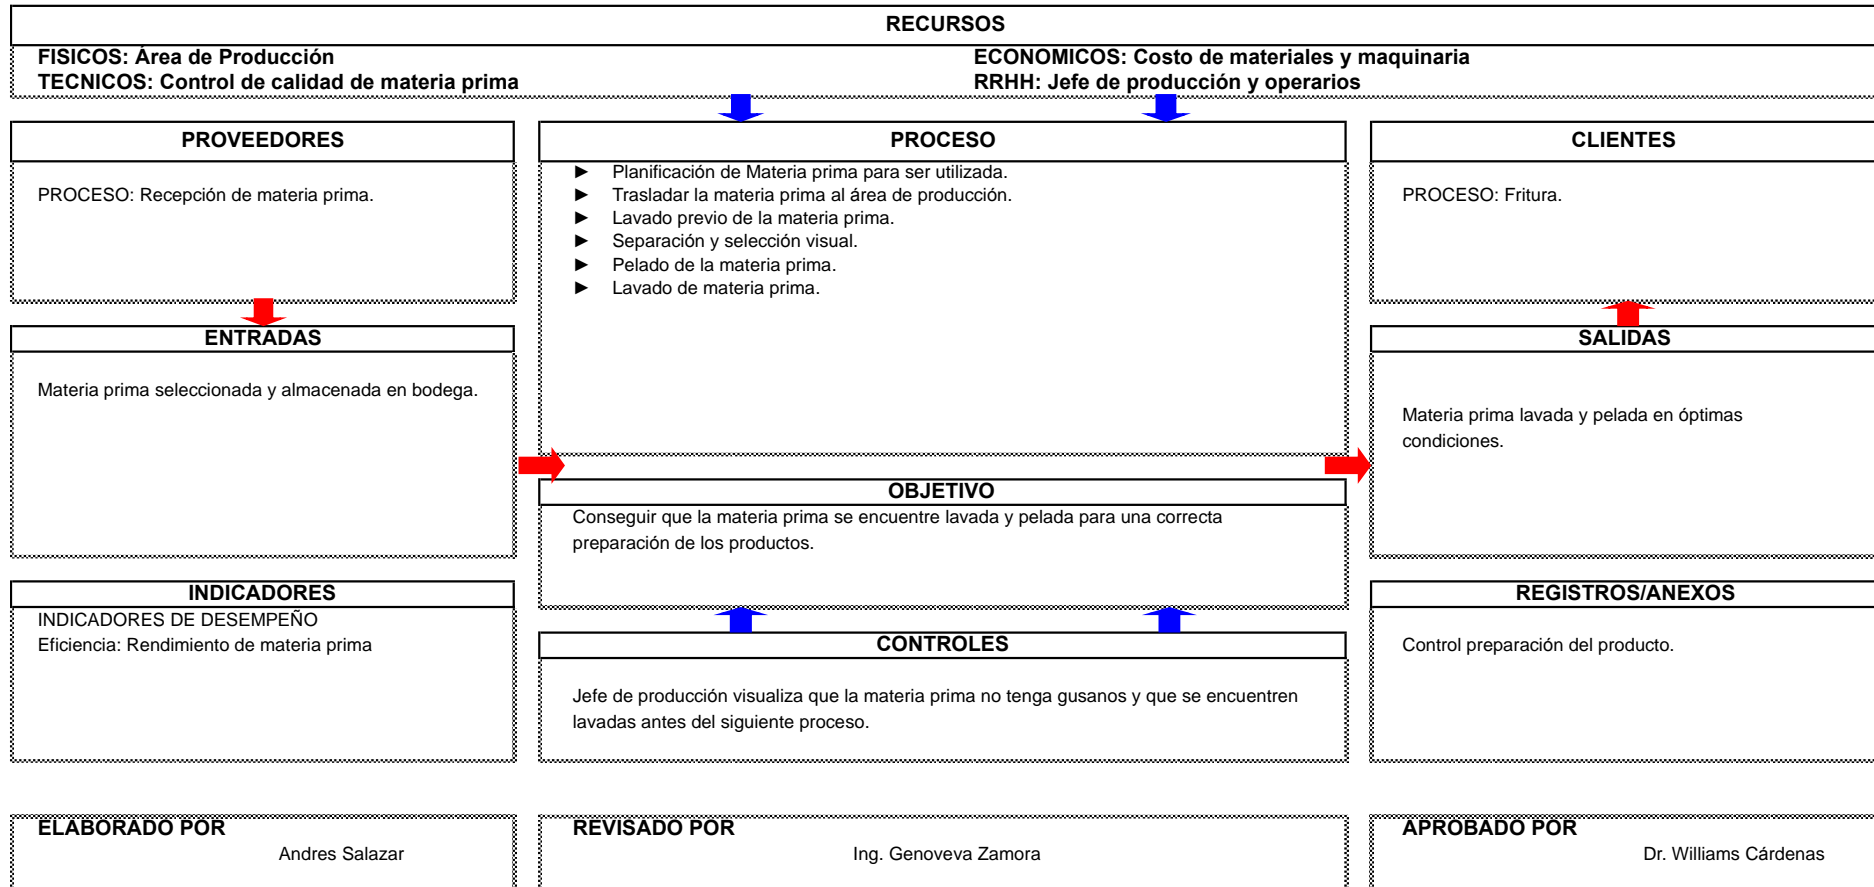 RECURSOS
FISICOS: Área de Producción
ECONOMICOS: Costo de materiales y maquinaria
TECNICOS: Control de calidad de materia prima
RRHH: Jefe de producción y operarios
PROVEEDORES
PROCESO: Recepción de materia prima.
ENTRADAS
Materia prima seleccionada y almacenada en bodega.
INDICADORES
INDICADORES DE DESEMPEÑO
Eficiencia: Rendimiento de materia prima
PROCESO
► Planificación de Materia prima para ser utilizada.
► Trasladar la materia prima al área de producción.
► Lavado previo de la materia prima.
► Separación y selección visual.
► Pelado de la materia prima.
► Lavado de materia prima.
OBJETIVO
Conseguir que la materia prima se encuentre lavada y pelada para una correcta
preparación de los productos.
CONTROLES
Jefe de producción visualiza que la materia prima no tenga gusanos y que se encuentren
lavadas antes del siguiente proceso.
CLIENTES
PROCESO: Fritura.
SALIDAS
Materia prima lavada y pelada en óptimas
condiciones.
REGISTROS/ANEXOS
Control preparación del producto.
ELABORADO POR
Andres Salazar
REVISADO POR
Ing. Genoveva Zamora
APROBADO POR
Dr. Williams Cárdenas